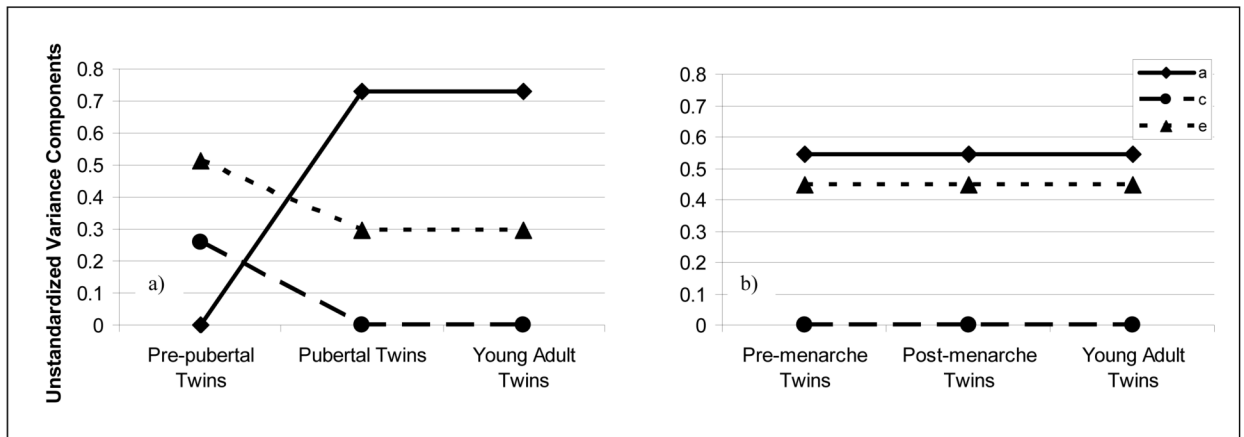 Unstandardized Variance Components
0.8
0.7
0.6
0.5
0.4
0.3
0.2
0.1
0
a)
Pre-pubertal
Twins
Pubertal Twins
Young Adult
Twins
0.8
0.7
0.6
0.5
0.4
0.3
0.2
0.1
0
b)
Pre-menarche
Twins
Post-menarche
Twins
Young Adult
Twins
a
c
e